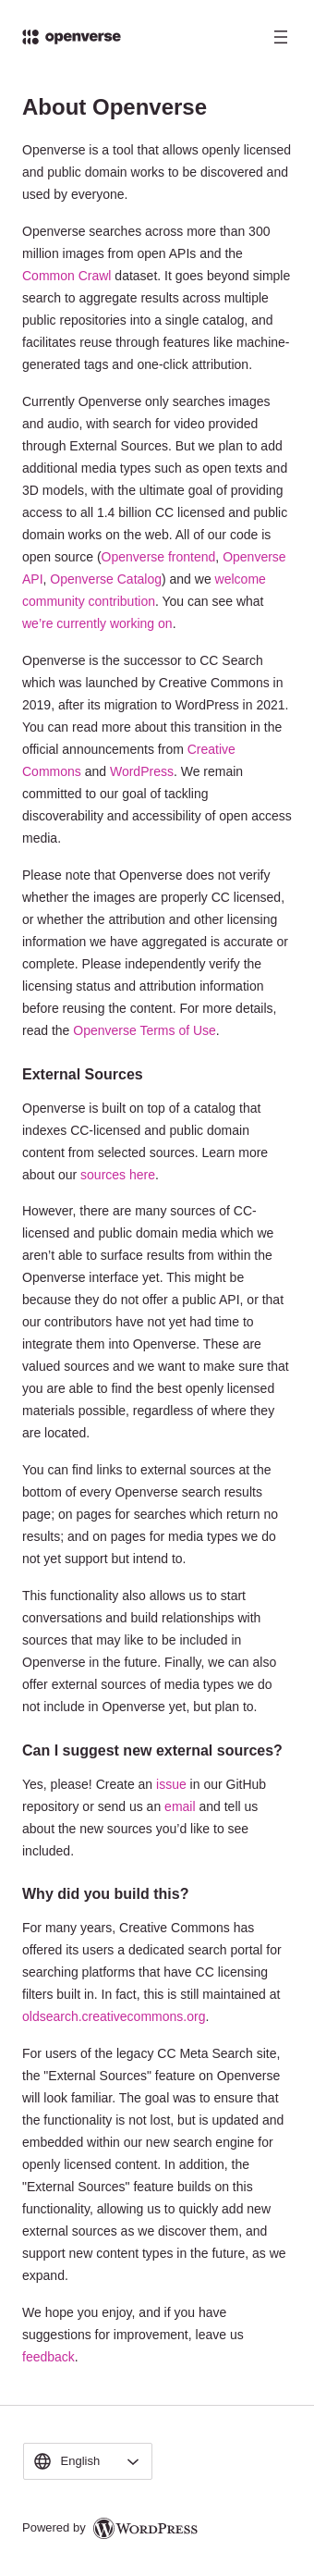 openverse
About Openverse
Openverse is a tool that allows openly licensed
and public domain works to be discovered and
used by everyone.
Openverse searches across more than 300
million images from open APIs and the
Common Crawl dataset. It goes beyond simple
search to aggregate results across multiple
public repositories into a single catalog, and
facilitates reuse through features like machine-
generated tags and one-click attribution.
Currently Openverse only searches images
and audio, with search for video provided
through External Sources. But we plan to add
additional media types such as open texts and
3D models, with the ultimate goal of providing
access to all 1.4 billion CC licensed and public
domain works on the web. All of our code is
open source (Openverse frontend, Openverse
API, Openverse Catalog) and we welcome
community contribution. You can see what
we’re currently working on.
Openverse is the successor to CC Search
which was launched by Creative Commons in
2019, after its migration to WordPress in 2021.
You can read more about this transition in the
official announcements from Creative
Commons and WordPress. We remain
committed to our goal of tackling
discoverability and accessibility of open access
media.
Please note that Openverse does not verify
whether the images are properly CC licensed,
or whether the attribution and other licensing
information we have aggregated is accurate or
complete. Please independently verify the
licensing status and attribution information
before reusing the content. For more details,
read the Openverse Terms of Use.
External Sources
Openverse is built on top of a catalog that
indexes CC-licensed and public domain
content from selected sources. Learn more
about our sources here.
However, there are many sources of CC-
licensed and public domain media which we
aren’t able to surface results from within the
Openverse interface yet. This might be
because they do not offer a public API, or that
our contributors have not yet had time to
integrate them into Openverse. These are
valued sources and we want to make sure that
you are able to find the best openly licensed
materials possible, regardless of where they
are located.
You can find links to external sources at the
bottom of every Openverse search results
page; on pages for searches which return no
results; and on pages for media types we do
not yet support but intend to.
This functionality also allows us to start
conversations and build relationships with
sources that may like to be included in
Openverse in the future. Finally, we can also
offer external sources of media types we do
not include in Openverse yet, but plan to.
Can I suggest new external sources?
Yes, please! Create an issue in our GitHub
repository or send us an email and tell us
about the new sources you’d like to see
included.
Why did you build this?
For many years, Creative Commons has
offered its users a dedicated search portal for
searching platforms that have CC licensing
filters built in. In fact, this is still maintained at
oldsearch.creativecommons.org.
For users of the legacy CC Meta Search site,
the "External Sources" feature on Openverse
will look familiar. The goal was to ensure that
the functionality is not lost, but is updated and
embedded within our new search engine for
openly licensed content. In addition, the
"External Sources" feature builds on this
functionality, allowing us to quickly add new
external sources as we discover them, and
support new content types in the future, as we
expand.
We hope you enjoy, and if you have
suggestions for improvement, leave us
feedback.
English
Powered by WordPress